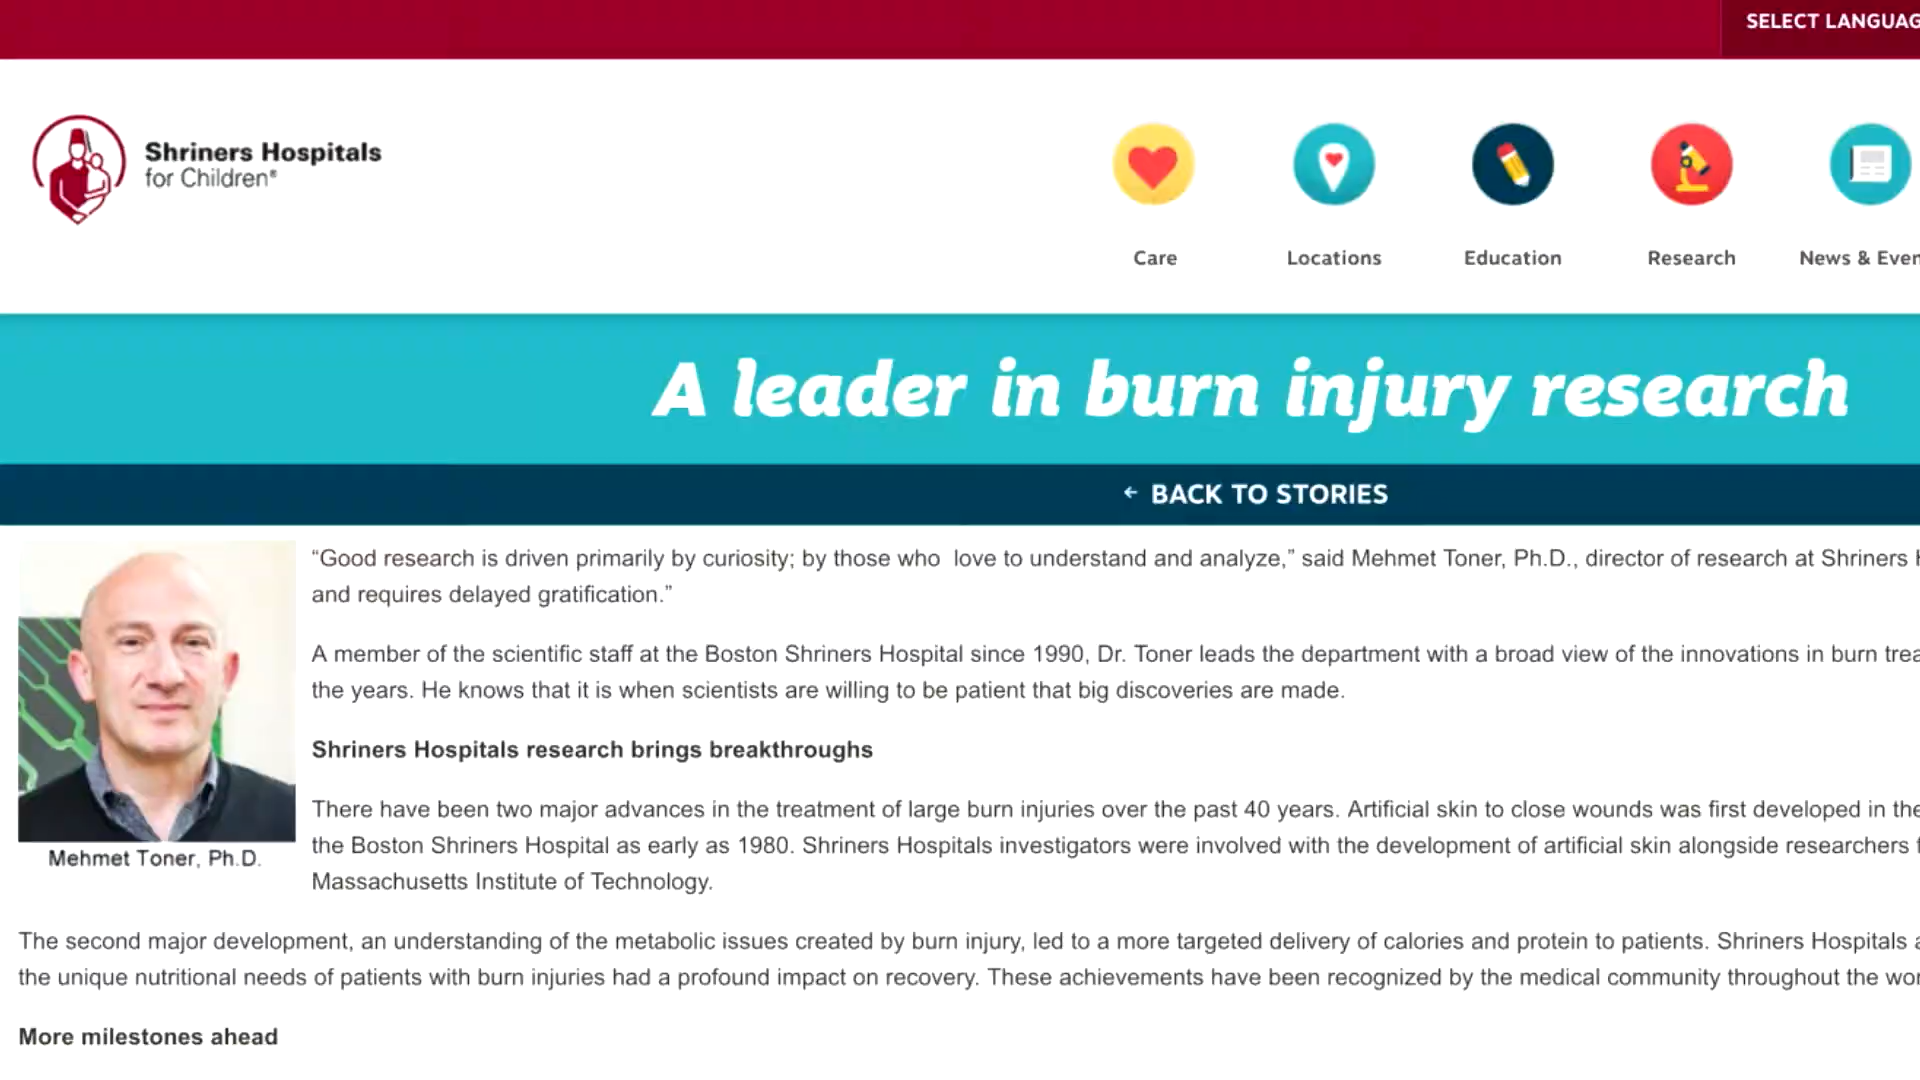 SELECT LANGUAG
Shriners Hospitals
for Children®
Care
Locations
Education
Research
News & Even
A leader in burn injury research
← BACK TO STORIES
“Good research is driven primarily by curiosity; by those who  love to understand and analyze,” said Mehmet Toner, Ph.D., director of research at Shriners
and requires delayed gratification.”
A member of the scientific staff at the Boston Shriners Hospital since 1990, Dr. Toner leads the department with a broad view of the innovations in burn trea
the years. He knows that it is when scientists are willing to be patient that big discoveries are made.
Shriners Hospitals research brings breakthroughs
There have been two major advances in the treatment of large burn injuries over the past 40 years. Artificial skin to close wounds was first developed in the
the Boston Shriners Hospital as early as 1980. Shriners Hospitals investigators were involved with the development of artificial skin alongside researchers
Massachusetts Institute of Technology.
Mehmet Toner, Ph.D.
The second major development, an understanding of the metabolic issues created by burn injury, led to a more targeted delivery of calories and protein to patients. Shriners Hospitals
the unique nutritional needs of patients with burn injuries had a profound impact on recovery. These achievements have been recognized by the medical community throughout the wor
More milestones ahead